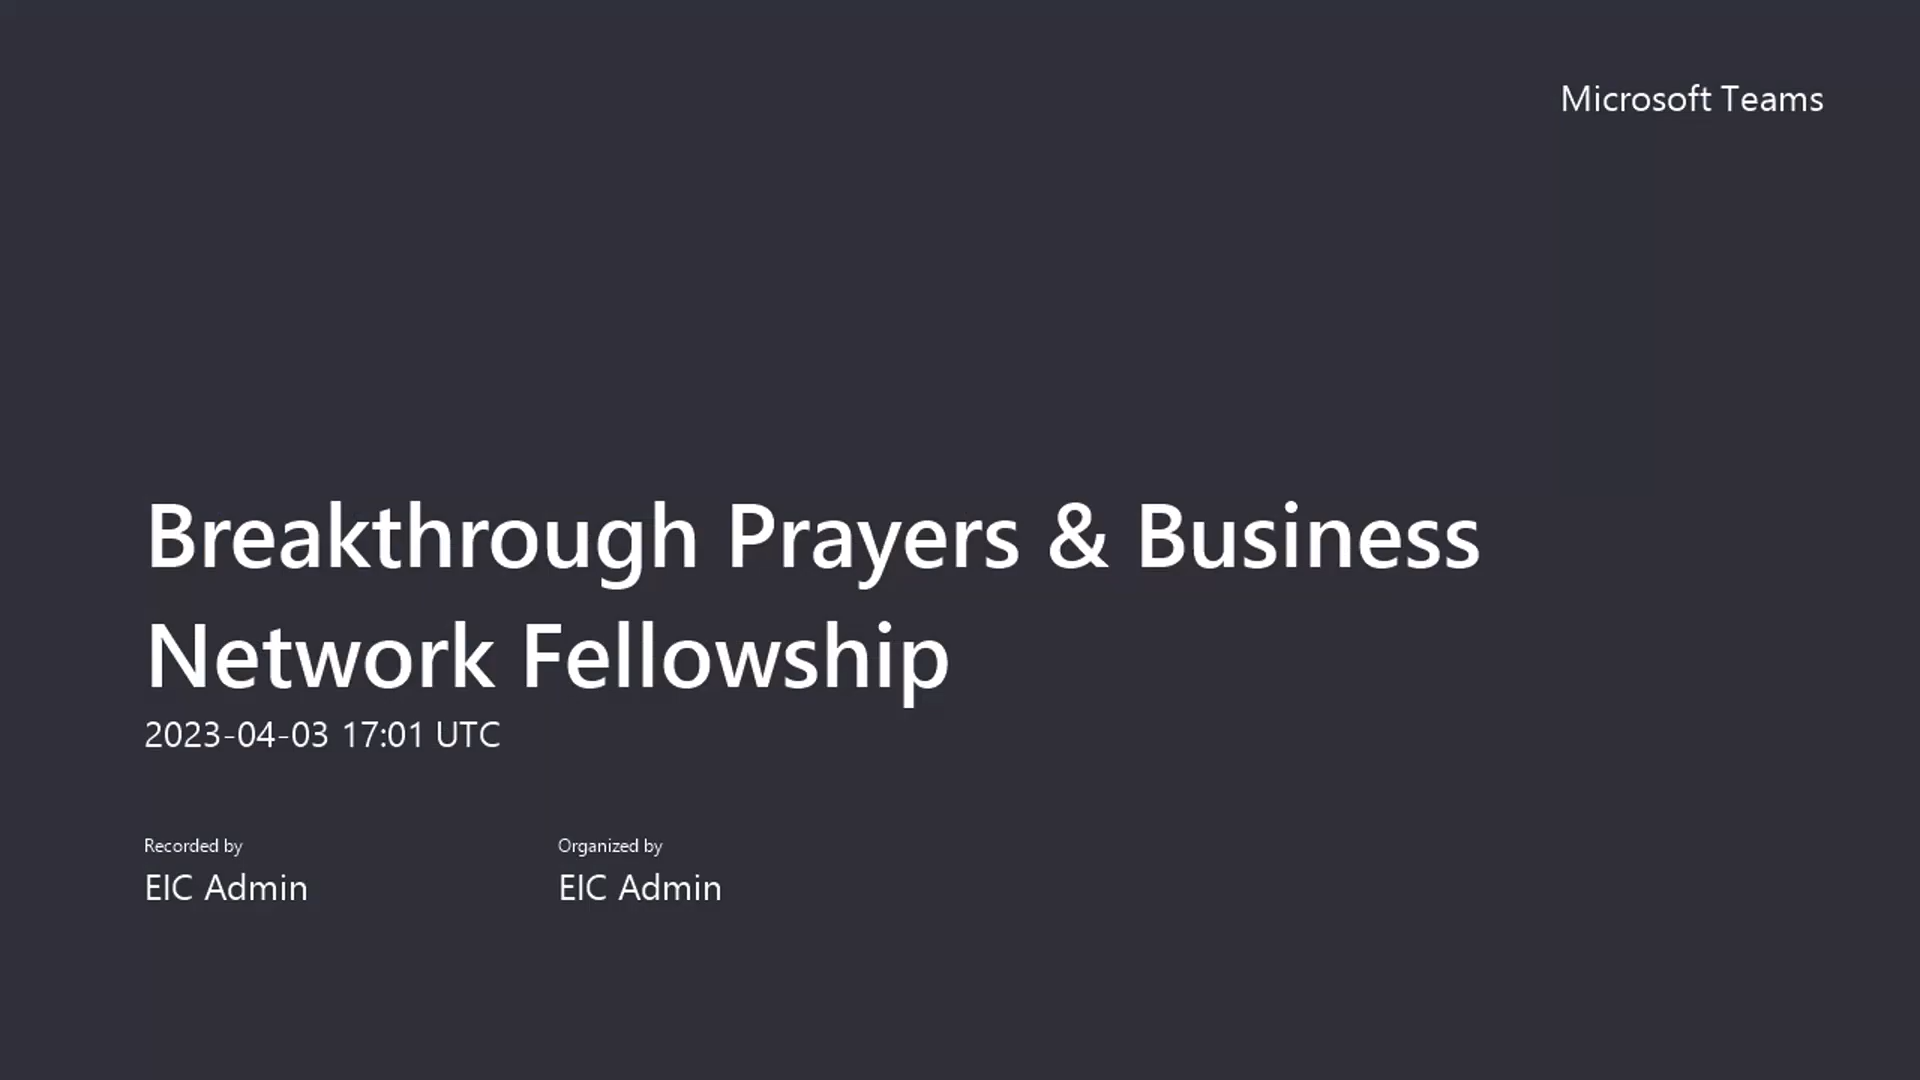 Microsoft Teams
Breakthrough Prayers & Business
Network Fellowship
2023-04-03 17:01 UTC
Recorded by
EIC Admin
Organized by
EIC Admin